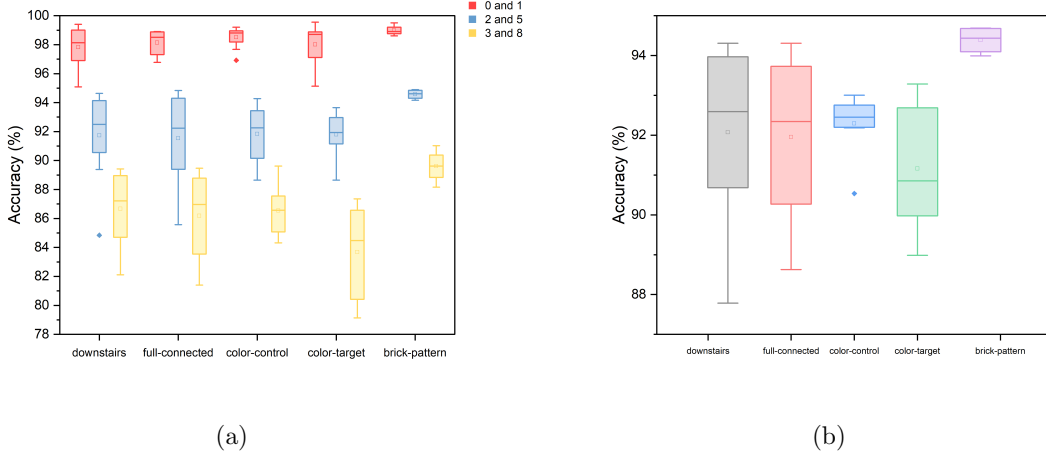 0 and 1
2 and 5
3 and 8
Accuracy (%)
100
98
96
94
92
90
88
86
84
82
80
78
downstairs full-connected color-control color-target brick-pattern
(a)
Accuracy (%)
94
92
90
88
downstairs full-connected color-control color-target brick-pattern
(b)